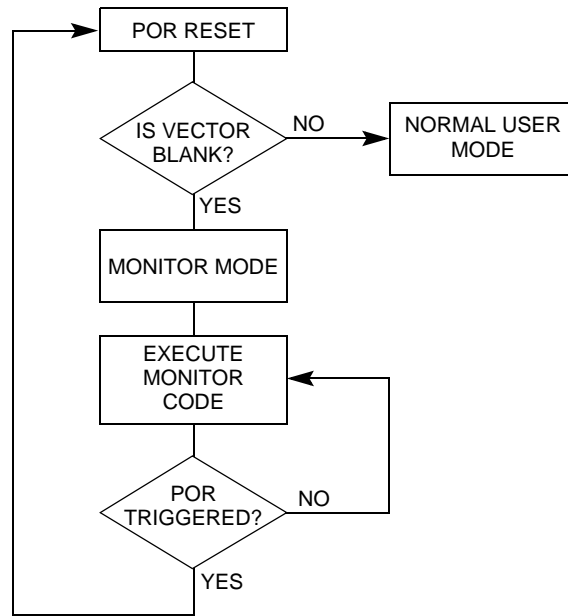 POR RESET
IS VECTOR
BLANK?
NO
NORMAL USER
MODE
YES
MONITOR MODE
EXECUTE
MONITOR
CODE
POR
TRIGGERED?
NO
YES